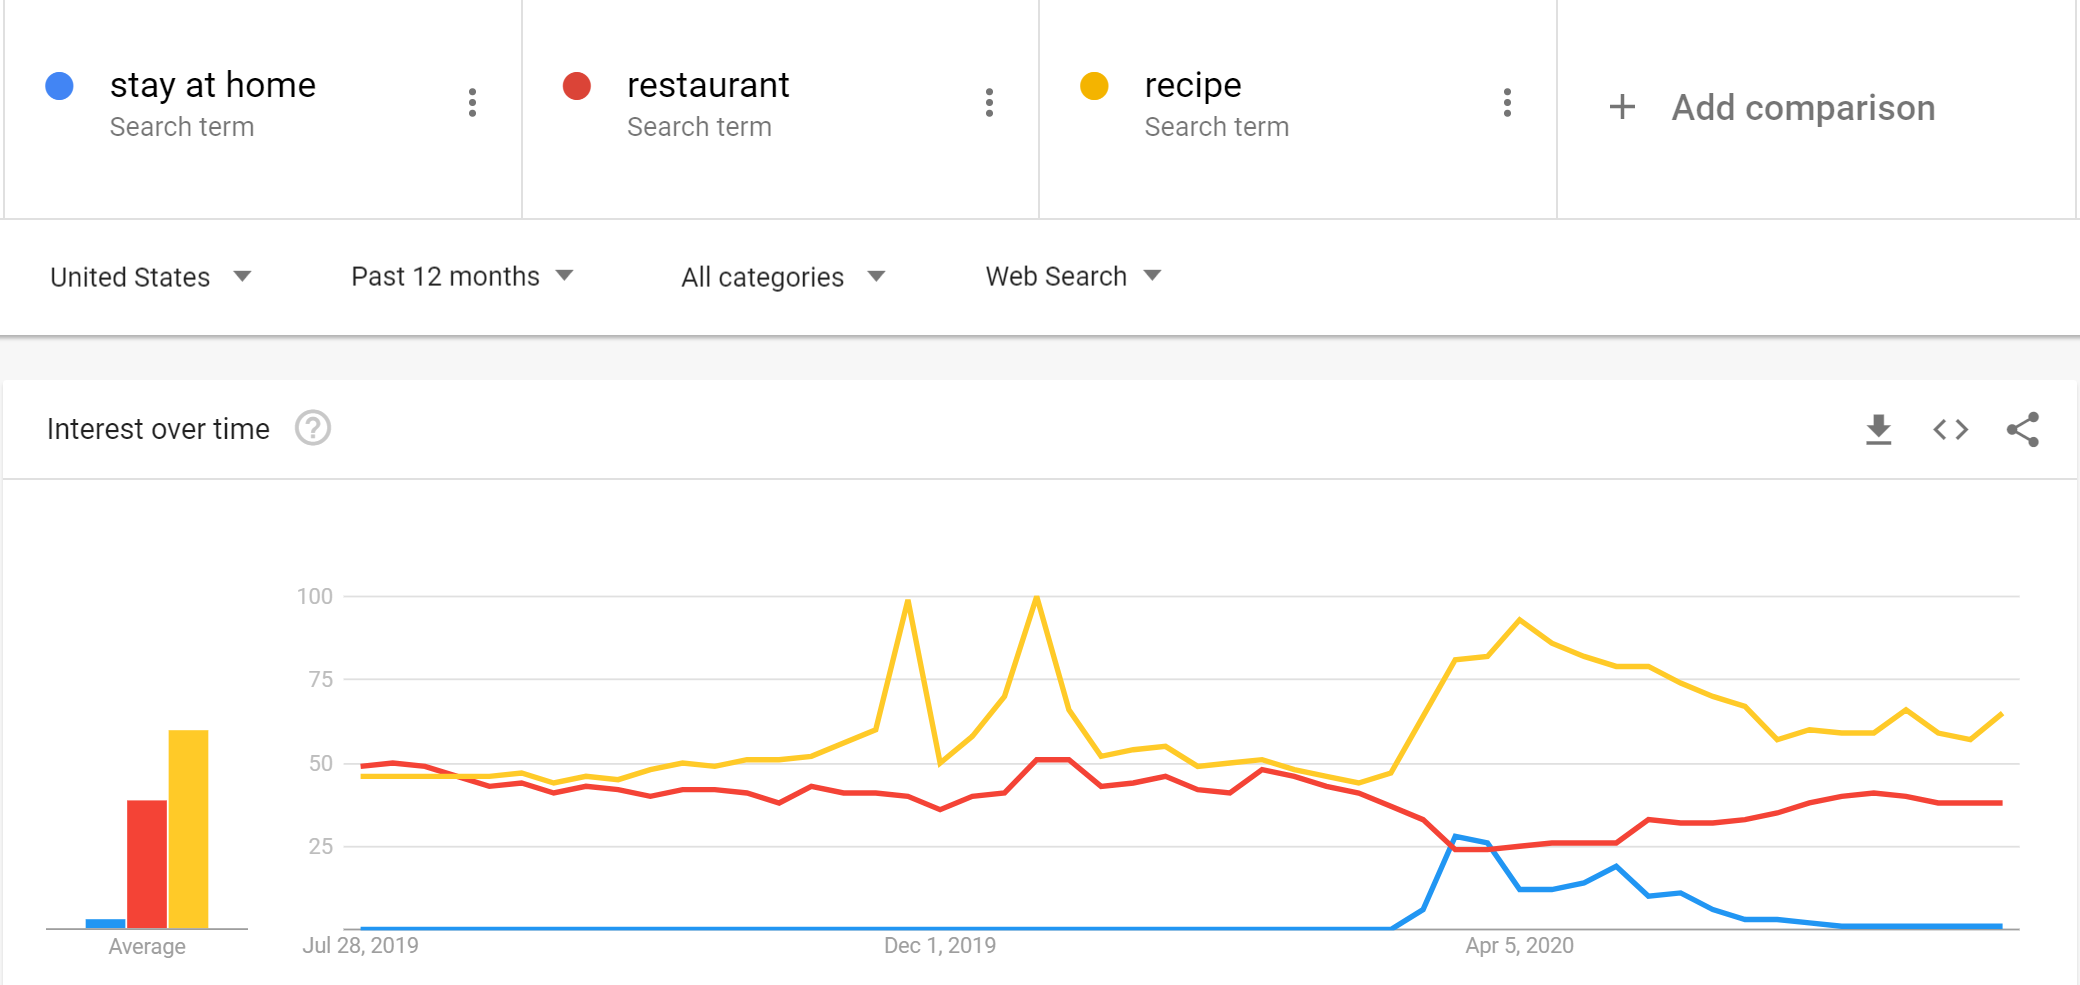 stay at home
Search term
restaurant
Search term
recipe
Search term
+ Add comparison
United States
Past 12 months
All categories
Web Search
Interest over time ?
100
75
50
25
Average
Jul 28, 2019
Dec 1, 2019
Apr 5, 2020